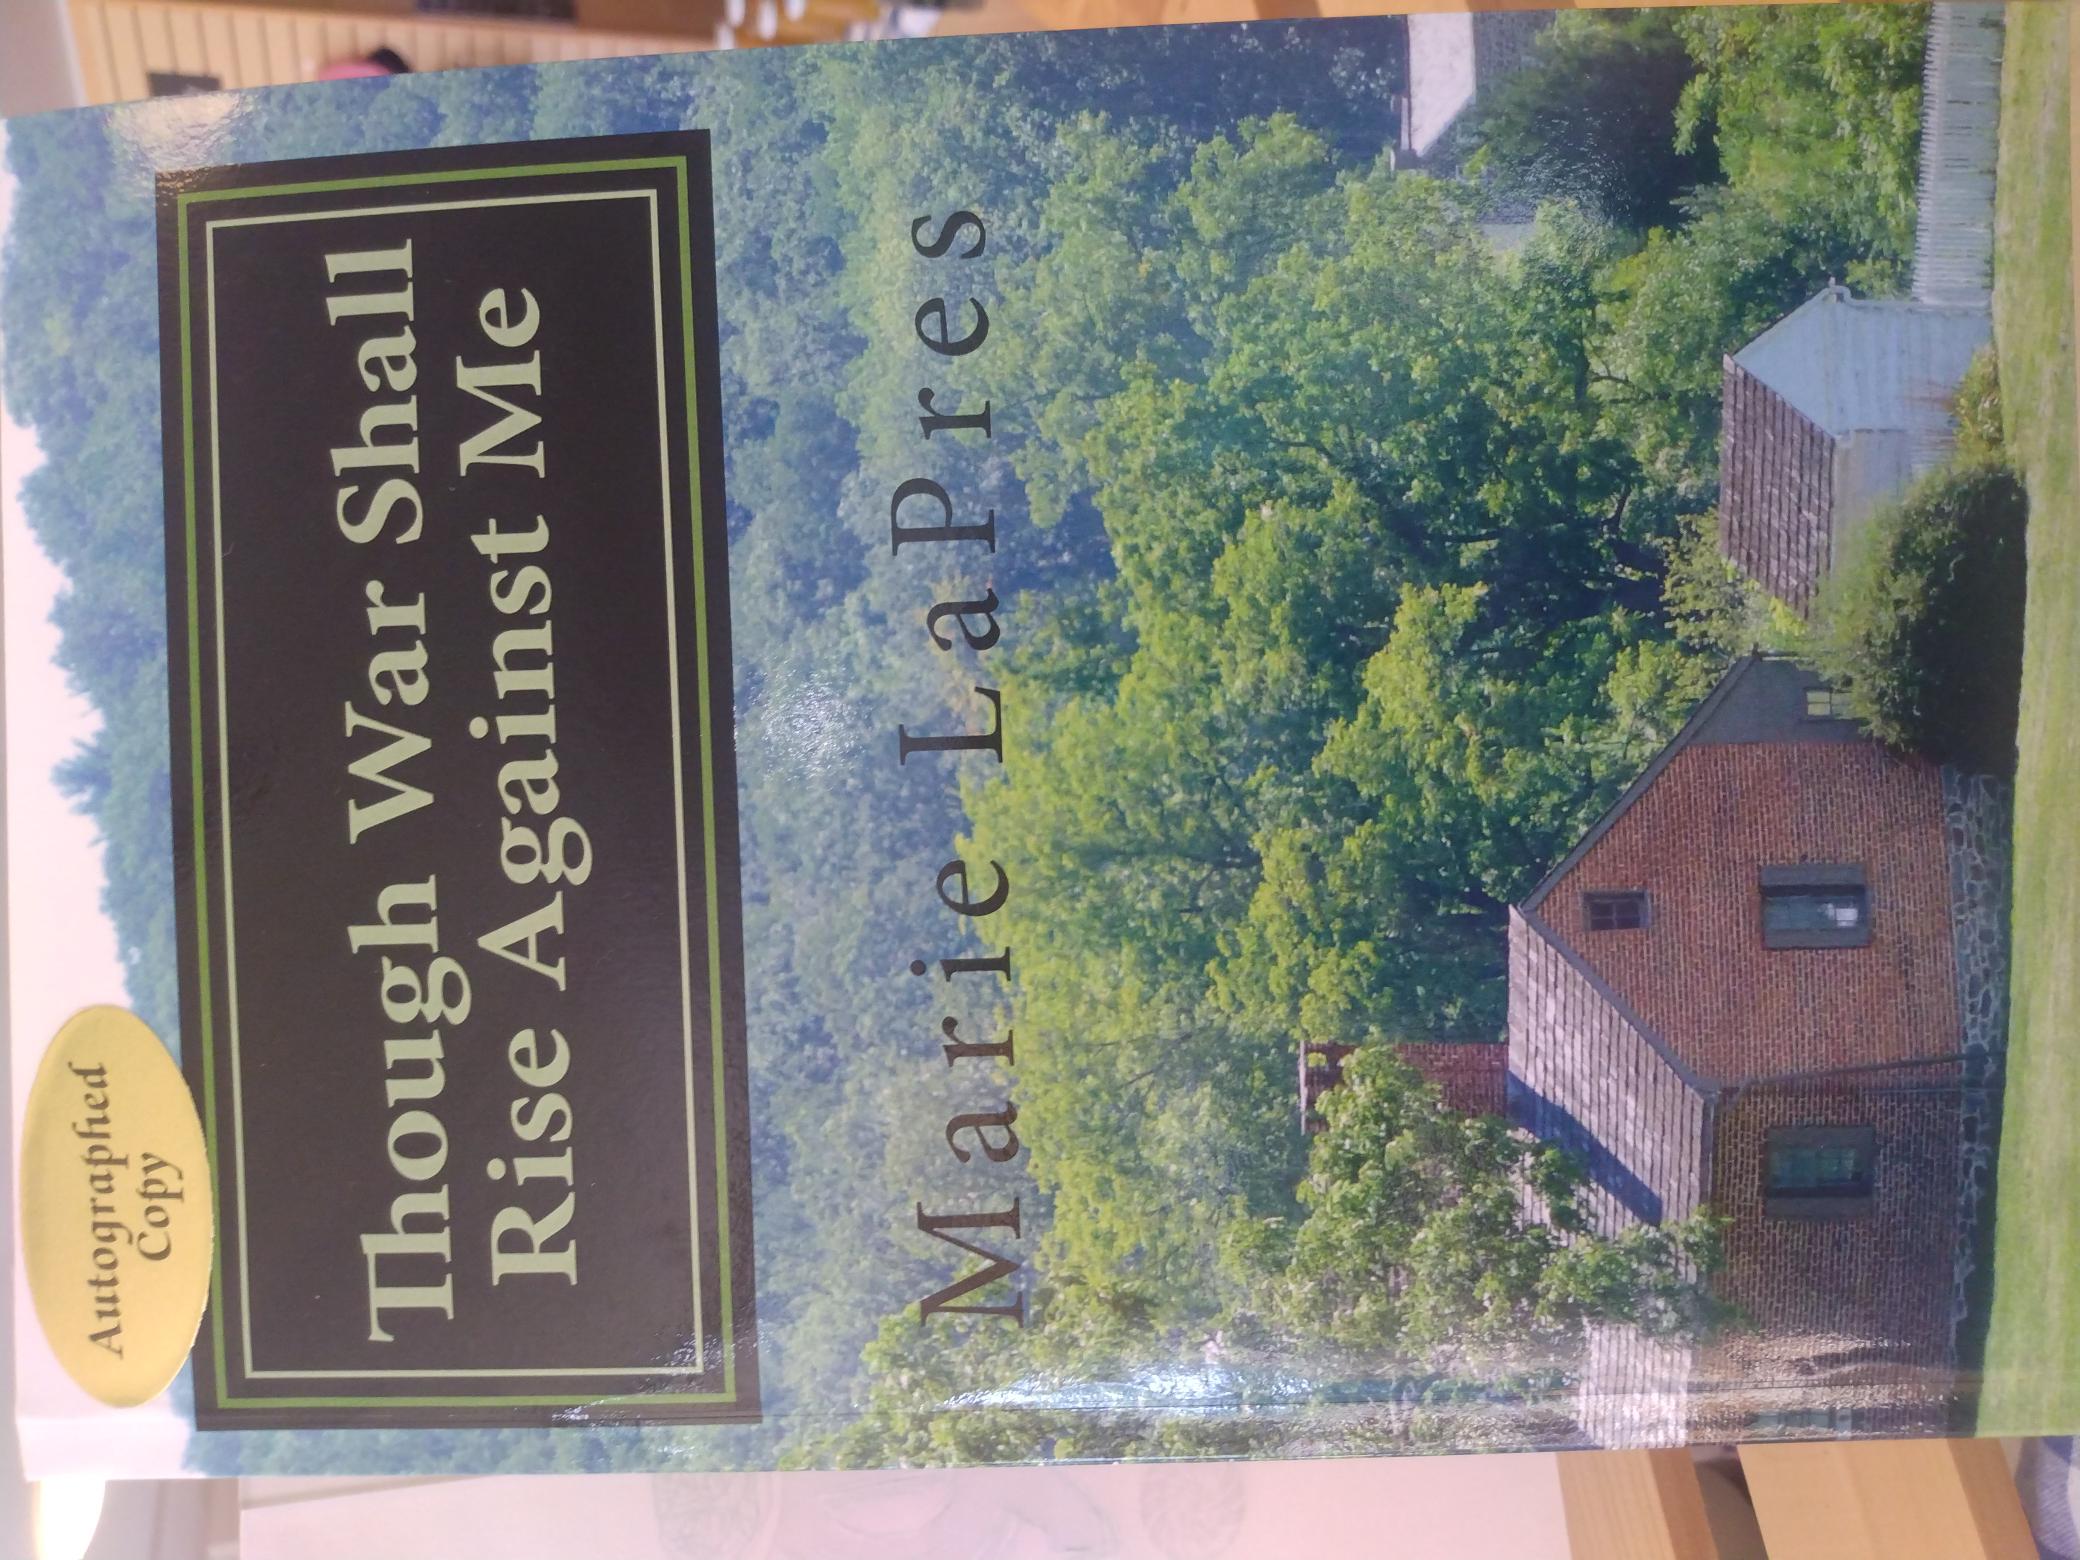 Autographed
Copy
Though War Shall
Rise Against Me
Marie LaPres